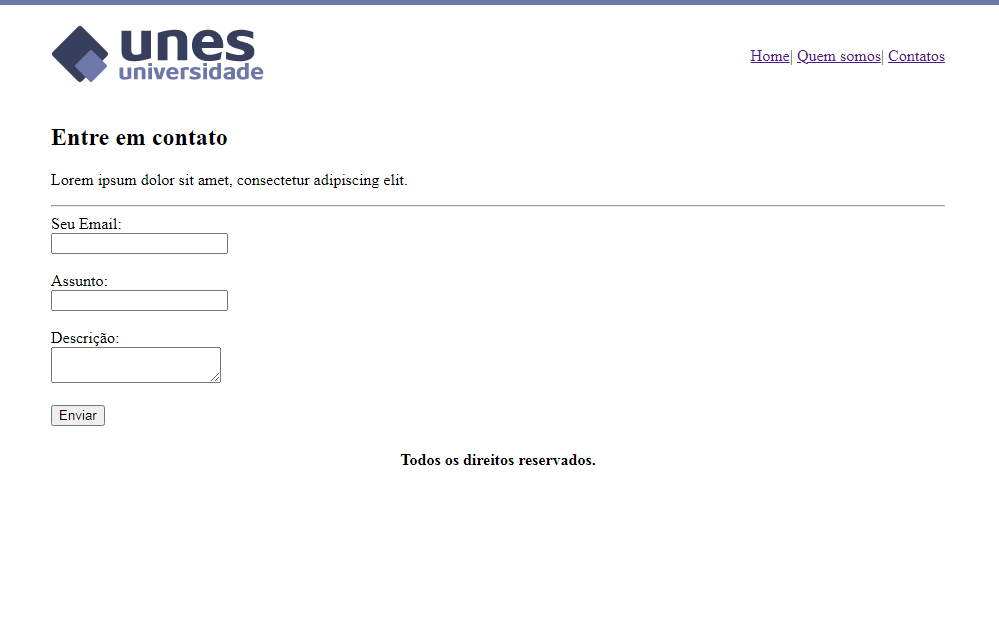 unes
universidade
Home| Quem somos| Contatos
Entre em contato
Lorem ipsum dolor sit amet, consectetur adipiscing elit.
Seu Email:
Assunto:
Descrição:
Enviar
Todos os direitos reservados.